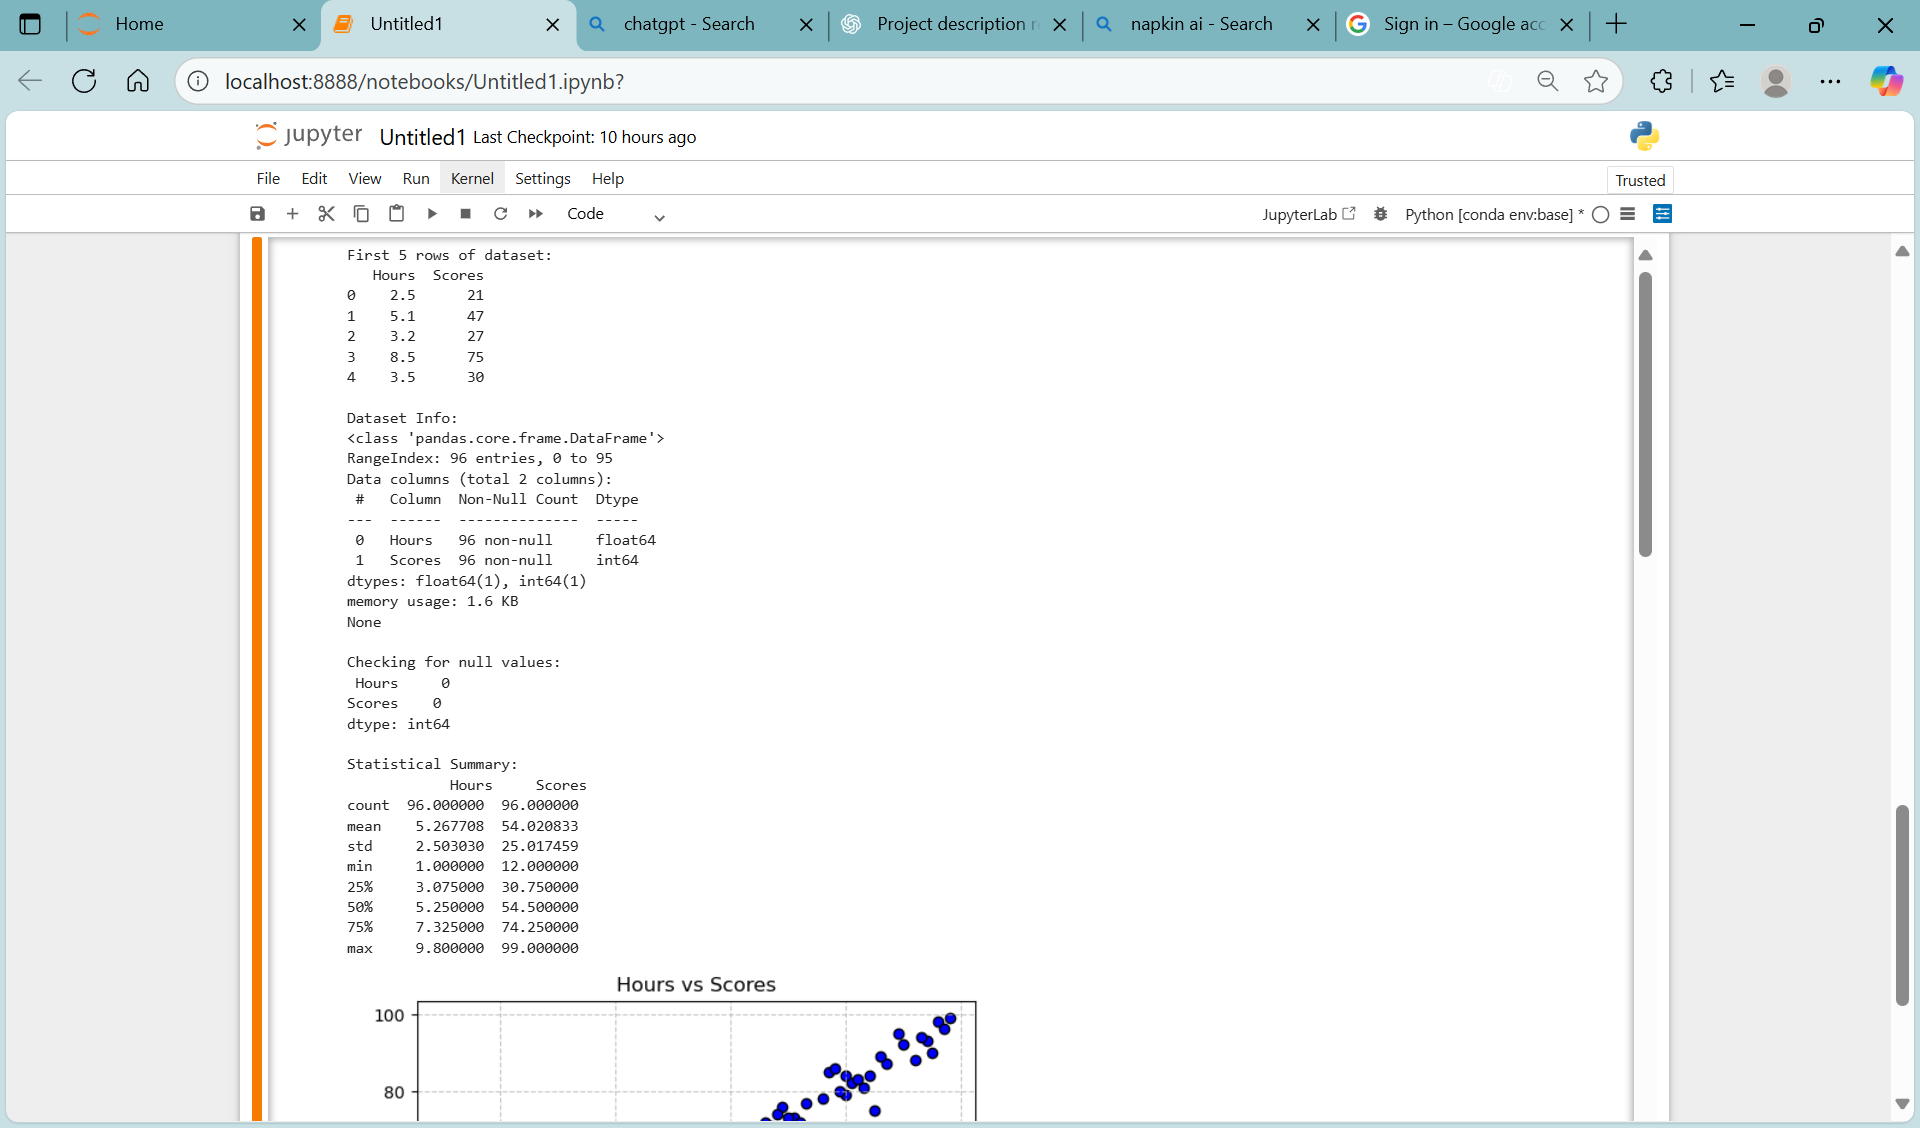 Home
Untitled1
chatgpt - Search
Project description r
napkin ai - Search
Sign in – Google acc
localhost:8888/notebooks/Untitled1.ipynb?
jupyter Untitled1 Last Checkpoint: 10 hours ago
File Edit View Run Kernel Settings Help
Trusted
Code
JupyterLab
Python [conda env:base] *
First 5 rows of dataset:
   Hours  Scores
0    2.5      21
1    5.1      47
2    3.2      27
3    8.5      75
4    3.5      30
Dataset Info:
<class 'pandas.core.frame.DataFrame'>
RangeIndex: 96 entries, 0 to 95
Data columns (total 2 columns):
 #   Column  Non-Null Count  Dtype
---  ------  --------------  -----
 0   Hours   96 non-null     float64
 1   Scores  96 non-null     int64
dtypes: float64(1), int64(1)
memory usage: 1.6 KB
None
Checking for null values:
 Hours     0
Scores    0
dtype: int64
Statistical Summary:
            Hours     Scores
count  96.000000  96.000000
mean    5.267708  54.020833
std     2.503030  25.017459
min     1.000000  12.000000
25%     3.075000  30.750000
50%     5.250000  54.500000
75%     7.325000  74.250000
max     9.800000  99.000000
Hours vs Scores
100
80